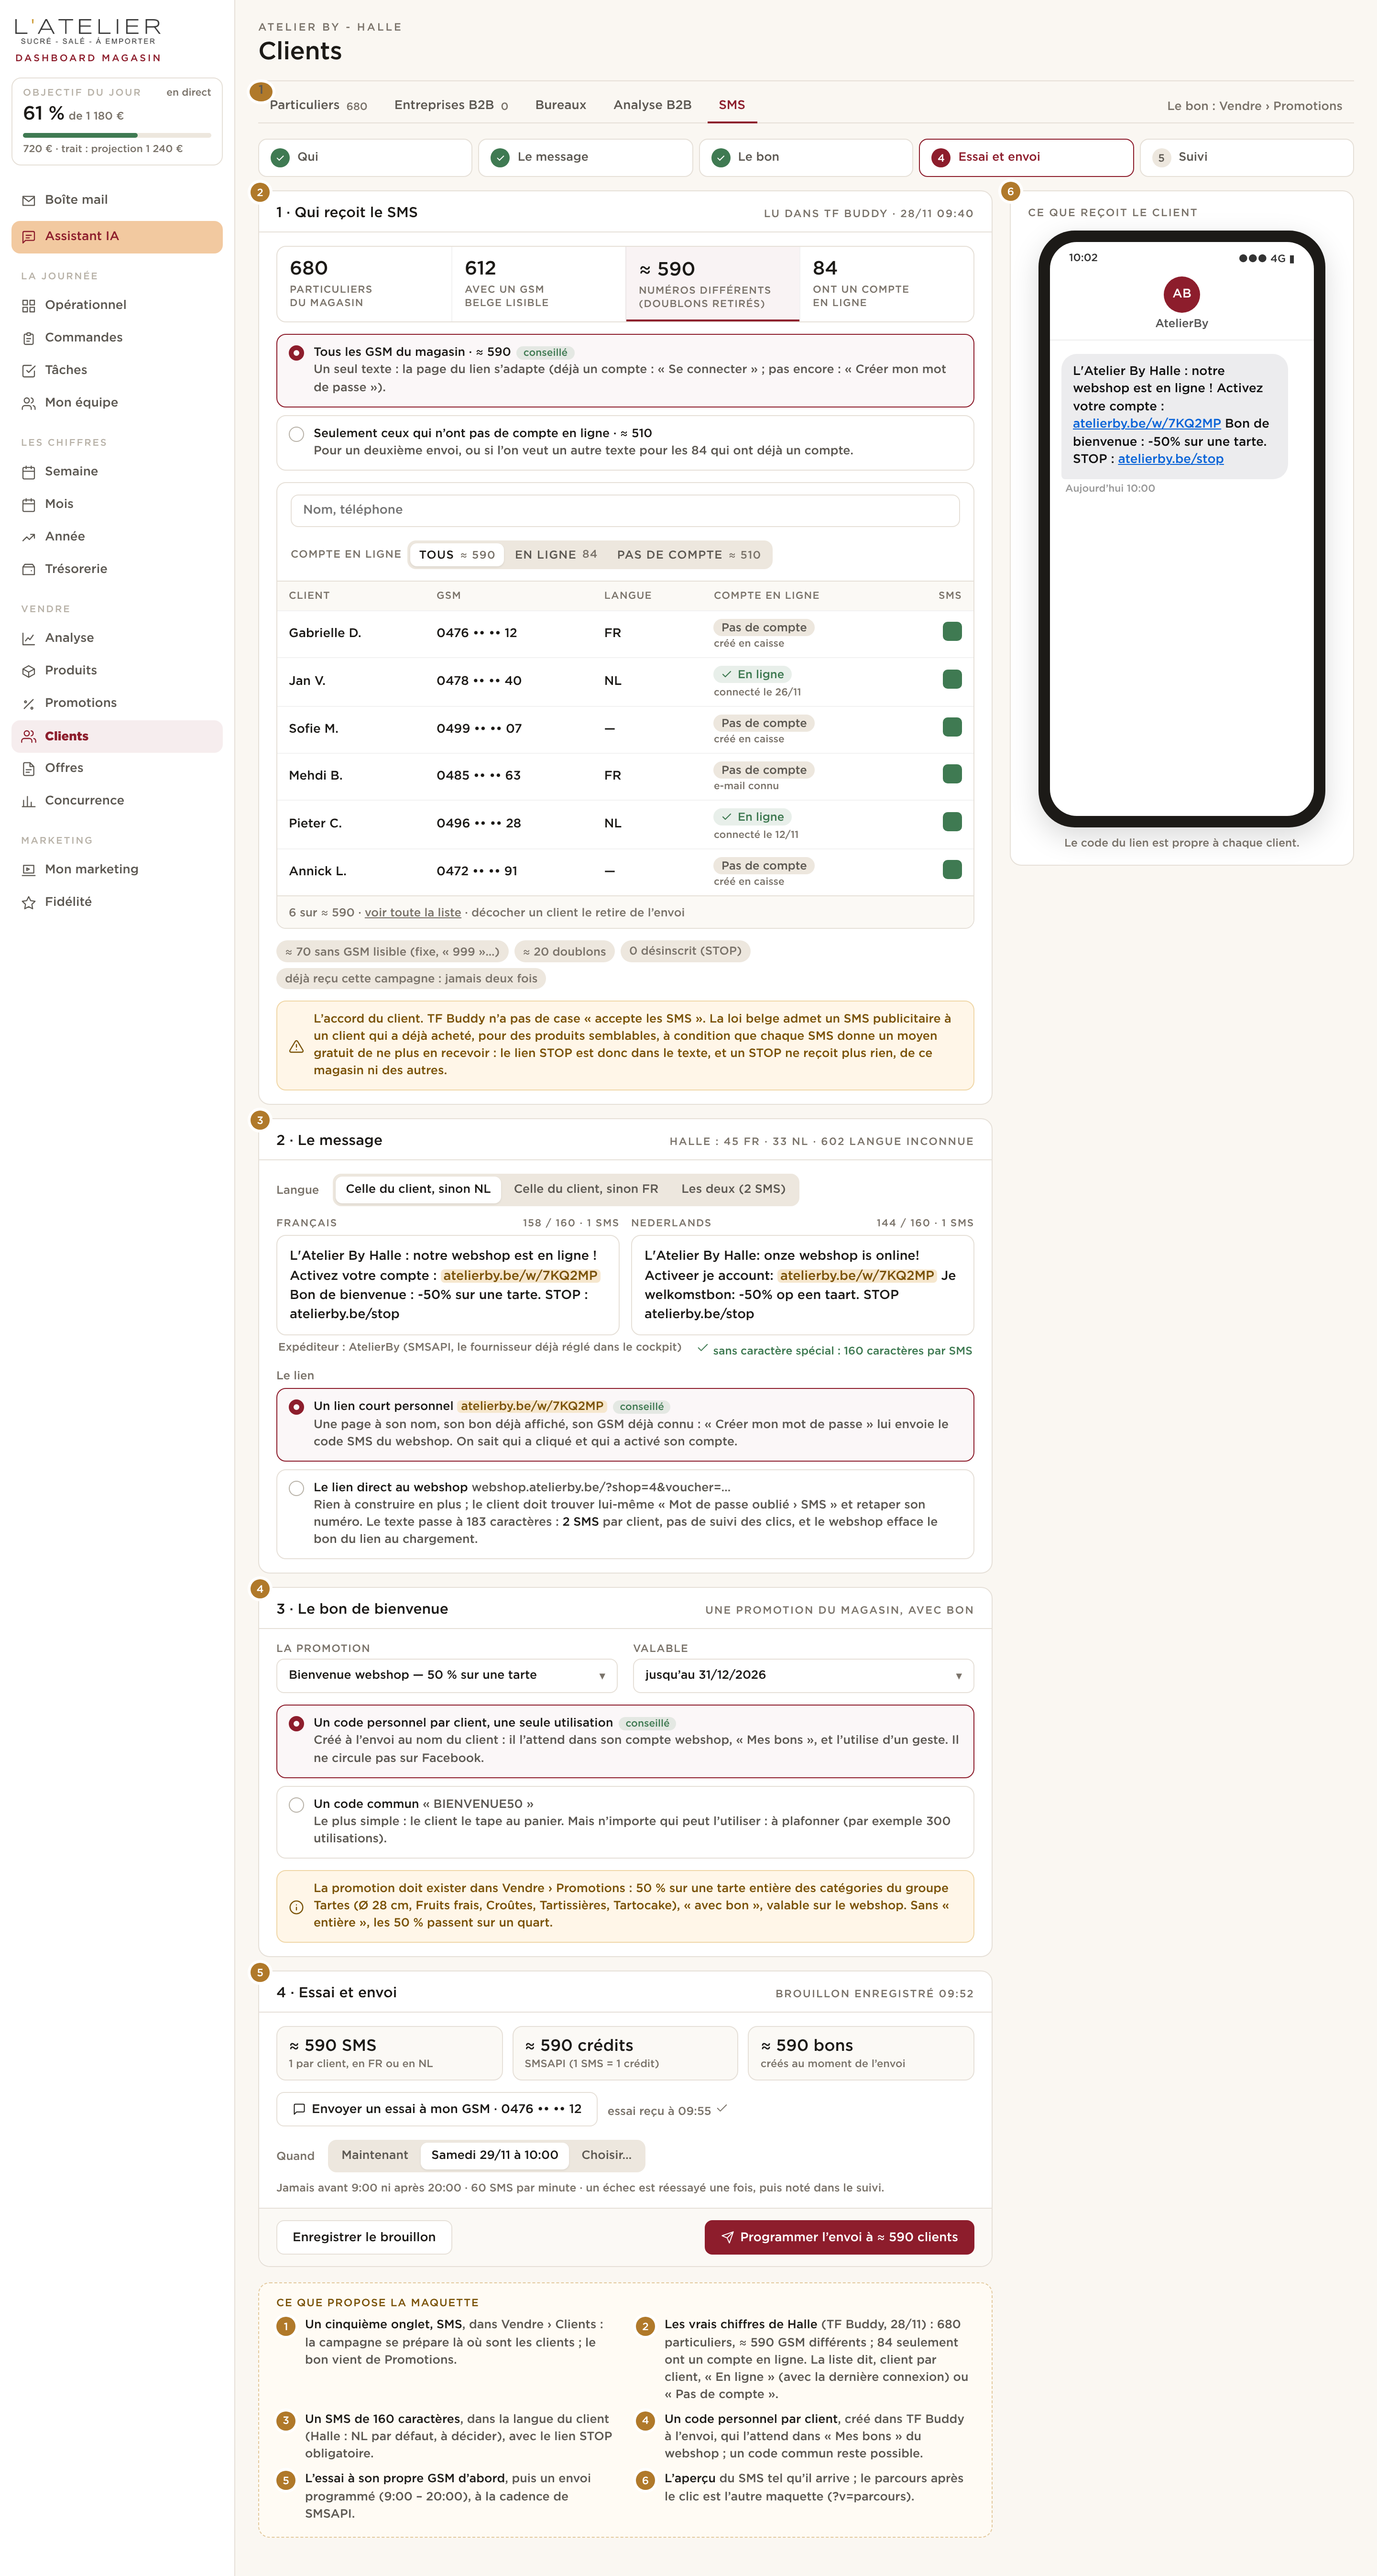 L'ATELIER
SUCRÉ - SALÉ - À EMPORTER
DASHBOARD MAGASIN
OBJECTIF DU JOUR en direct
61 % de 1 180 €
720 € · trait : projection 1 240 €
Boîte mail
Assistant IA
LA JOURNÉE
Opérationnel
Commandes
Tâches
Mon équipe
LES CHIFFRES
Semaine
Mois
Année
Trésorerie
VENDRE
Analyse
Produits
Promotions
Clients
Offres
Concurrence
MARKETING
Mon marketing
Fidélité
ATELIER BY - HALLE
Clients
1
Particuliers 680 Entreprises B2B 0 Bureaux Analyse B2B SMS Le bon : Vendre › Promotions
Qui Le message Le bon 4 Essai et envoi 5 Suivi
2
1 · Qui reçoit le SMS LU DANS TF BUDDY · 28/11 09:40
680 PARTICULIERS DU MAGASIN
612 AVEC UN GSM BELGE LISIBLE
≈ 590 NUMÉROS DIFFÉRENTS (DOUBLONS RETIRÉS)
84 ONT UN COMPTE EN LIGNE
Tous les GSM du magasin · ≈ 590 conseillé
Un seul texte : la page du lien s'adapte (déjà un compte : « Se connecter » ; pas encore : « Créer mon mot
de passe »).
Seulement ceux qui n'ont pas de compte en ligne · ≈ 510
Pour un deuxième envoi, ou si l'on veut un autre texte pour les 84 qui ont déjà un compte.
Nom, téléphone
COMPTE EN LIGNE TOUS ≈ 590 EN LIGNE 84 PAS DE COMPTE ≈ 510
CLIENT GSM LANGUE COMPTE EN LIGNE SMS
Gabrielle D. 0476 •• •• 12 FR Pas de compte
créé en caisse
Jan V. 0478 •• •• 40 NL En ligne
connecté le 26/11
Sofie M. 0499 •• •• 07 — Pas de compte
créé en caisse
Mehdi B. 0485 •• •• 63 FR Pas de compte
e-mail connu
Pieter C. 0496 •• •• 28 NL En ligne
connecté le 12/11
Annick L. 0472 •• •• 91 — Pas de compte
créé en caisse
6 sur ≈ 590 · voir toute la liste · décocher un client le retire de l'envoi
≈ 70 sans GSM lisible (fixe, « 999 »…) ≈ 20 doublons 0 désinscrit (STOP)
déjà reçu cette campagne : jamais deux fois
L'accord du client. TF Buddy n'a pas de case « accepte les SMS ». La loi belge admet un SMS publicitaire à
un client qui a déjà acheté, pour des produits semblables, à condition que chaque SMS donne un moyen
gratuit de ne plus en recevoir : le lien STOP est donc dans le texte, et un STOP ne reçoit plus rien, de ce
magasin ni des autres.
3
2 · Le message HALLE : 45 FR · 33 NL · 602 LANGUE INCONNUE
Langue Celle du client, sinon NL Celle du client, sinon FR Les deux (2 SMS)
FRANÇAIS 158 / 160 · 1 SMS
L'Atelier By Halle : notre webshop est en ligne !
Activez votre compte : atelierby.be/w/7KQ2MP
Bon de bienvenue : -50% sur une tarte. STOP :
atelierby.be/stop
NEDERLANDS 144 / 160 · 1 SMS
L'Atelier By Halle: onze webshop is online!
Activeer je account: atelierby.be/w/7KQ2MP Je
welkomstbon: -50% op een taart. STOP
atelierby.be/stop
Expéditeur : AtelierBy (SMSAPI, le fournisseur déjà réglé dans le cockpit) sans caractère spécial : 160 caractères par SMS
Le lien
Un lien court personnel atelierby.be/w/7KQ2MP conseillé
Une page à son nom, son bon déjà affiché, son GSM déjà connu : « Créer mon mot de passe » lui envoie le
code SMS du webshop. On sait qui a cliqué et qui a activé son compte.
Le lien direct au webshop webshop.atelierby.be/?shop=4&voucher=…
Rien à construire en plus ; le client doit trouver lui-même « Mot de passe oublié › SMS » et retaper son
numéro. Le texte passe à 183 caractères : 2 SMS par client, pas de suivi des clics, et le webshop efface le
bon du lien au chargement.
4
3 · Le bon de bienvenue UNE PROMOTION DU MAGASIN, AVEC BON
LA PROMOTION VALABLE
Bienvenue webshop — 50 % sur une tarte ▾ jusqu'au 31/12/2026 ▾
Un code personnel par client, une seule utilisation conseillé
Créé à l'envoi au nom du client : il l'attend dans son compte webshop, « Mes bons », et l'utilise d'un geste. Il
ne circule pas sur Facebook.
Un code commun « BIENVENUE50 »
Le plus simple : le client le tape au panier. Mais n'importe qui peut l'utiliser : à plafonner (par exemple 300
utilisations).
La promotion doit exister dans Vendre › Promotions : 50 % sur une tarte entière des catégories du groupe
Tartes (Ø 28 cm, Fruits frais, Croûtes, Tartissières, Tartocake), « avec bon », valable sur le webshop. Sans «
entière », les 50 % passent sur un quart.
5
4 · Essai et envoi BROUILLON ENREGISTRÉ 09:52
≈ 590 SMS ≈ 590 crédits ≈ 590 bons
1 par client, en FR ou en NL SMSAPI (1 SMS = 1 crédit) créés au moment de l'envoi
Envoyer un essai à mon GSM · 0476 •• •• 12 essai reçu à 09:55
Quand Maintenant Samedi 29/11 à 10:00 Choisir…
Jamais avant 9:00 ni après 20:00 · 60 SMS par minute · un échec est réessayé une fois, puis noté dans le suivi.
Enregistrer le brouillon Programmer l'envoi à ≈ 590 clients
CE QUE PROPOSE LA MAQUETTE
1 Un cinquième onglet, SMS, dans Vendre › Clients :
la campagne se prépare là où sont les clients ; le
bon vient de Promotions.
2 Les vrais chiffres de Halle (TF Buddy, 28/11) : 680
particuliers, ≈ 590 GSM différents ; 84 seulement
ont un compte en ligne. La liste dit, client par
client, « En ligne » (avec la dernière connexion) ou
« Pas de compte ».
3 Un SMS de 160 caractères, dans la langue du client
(Halle : NL par défaut, à décider), avec le lien STOP
obligatoire.
4 Un code personnel par client, créé dans TF Buddy
à l'envoi, qui l'attend dans « Mes bons » du
webshop ; un code commun reste possible.
5 L'essai à son propre GSM d'abord, puis un envoi
programmé (9:00 – 20:00), à la cadence de
SMSAPI.
6 L'aperçu du SMS tel qu'il arrive ; le parcours après
le clic est l'autre maquette (?v=parcours).
6
CE QUE REÇOIT LE CLIENT
10:02 ●●● 4G ▮
AB
AtelierBy
L'Atelier By Halle : notre
webshop est en ligne ! Activez
votre compte :
atelierby.be/w/7KQ2MP Bon de
bienvenue : -50% sur une tarte.
STOP : atelierby.be/stop
Aujourd'hui 10:00
Le code du lien est propre à chaque client.